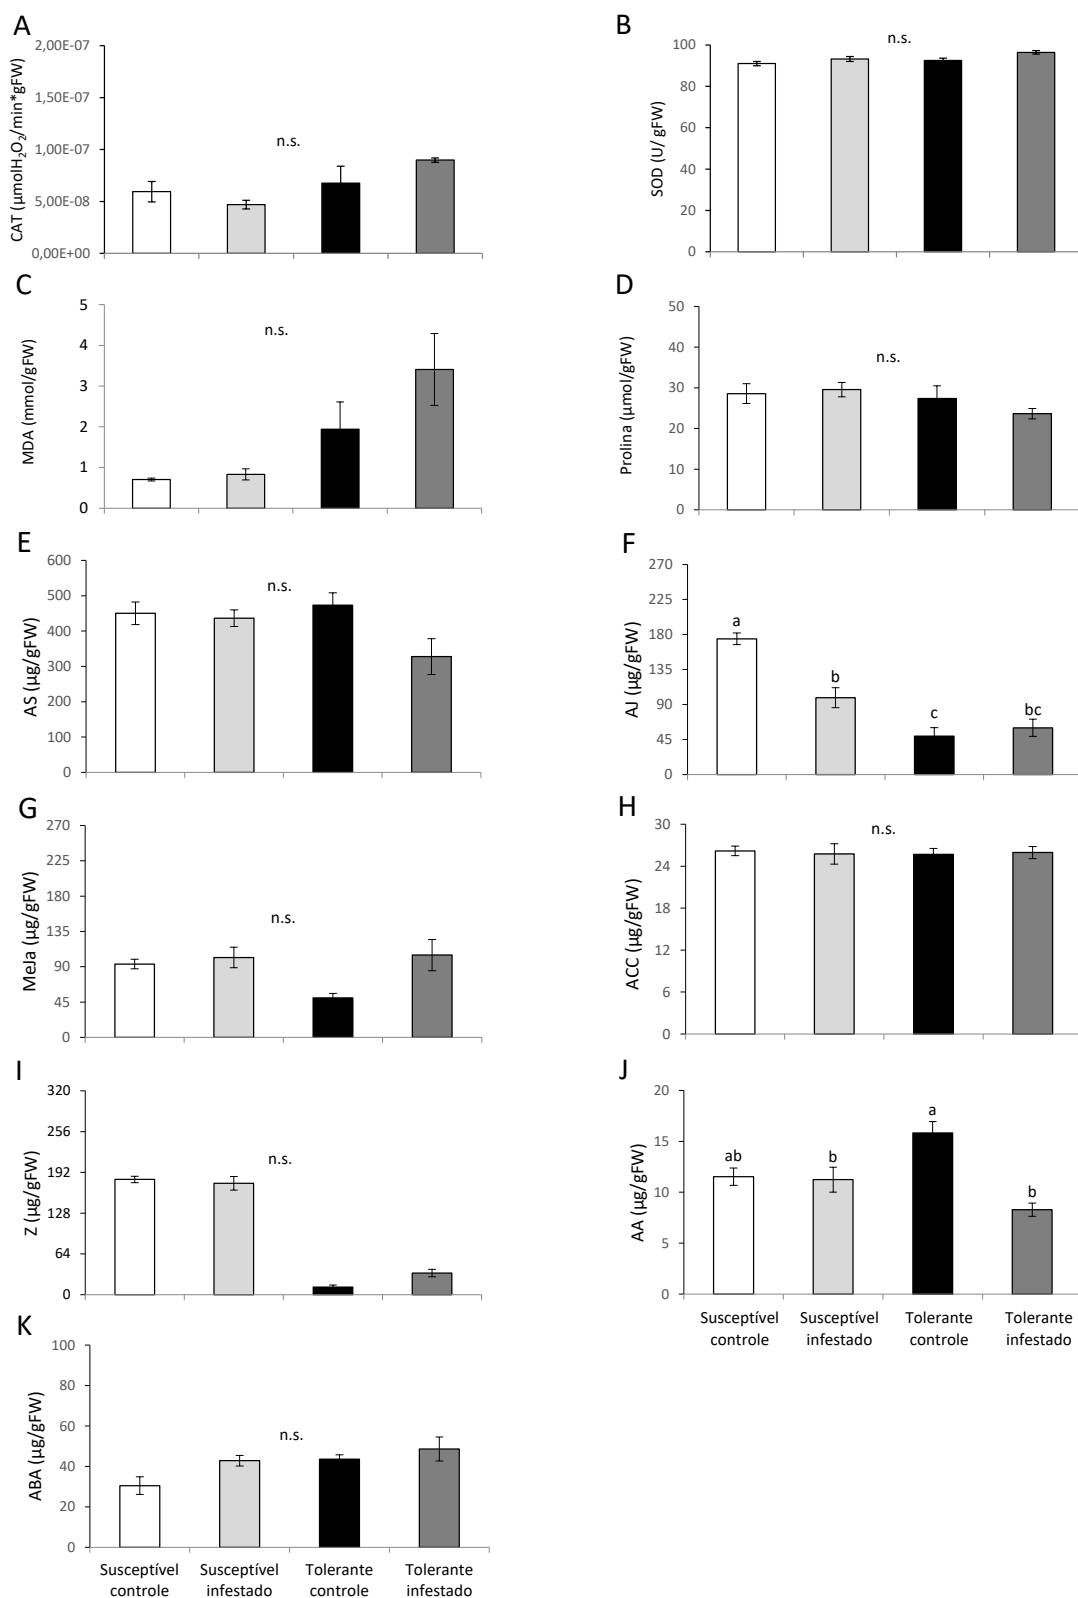 A
CAT (µmolH₂O₂/min*gFW)
2,00E-07
1,50E-07
1,00E-07
5,00E-08
0,00E+00
n.s.
B
SOD (U/ gFW)
100
80
60
40
20
0
n.s.
C
MDA (mmol/gFW)
5
4
3
2
1
0
n.s.
D
Prolina (µmol/gFW)
50
40
30
20
10
0
n.s.
E
AS (µg/gFW)
600
500
400
300
200
100
0
n.s.
F
AJ (µg/gFW)
270
225
180
135
90
45
0
a
b
c
bc
G
MeJa (µg/gFW)
270
225
180
135
90
45
0
n.s.
H
ACC (µg/gFW)
30
24
18
12
6
0
n.s.
I
Z (µg/gFW)
320
256
192
128
64
0
n.s.
J
AA (µg/gFW)
20
15
10
5
0
ab
b
a
b
Susceptível controle
Susceptível infestado
Tolerante controle
Tolerante infestado
K
ABA (µg/gFW)
100
80
60
40
20
0
n.s.
Susceptível controle
Susceptível infestado
Tolerante controle
Tolerante infestado